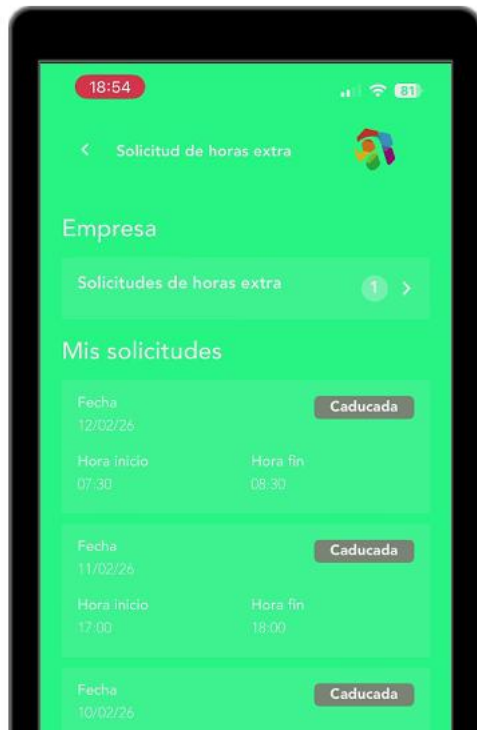 18:54
81
Solicitud de horas extra
Empresa
Solicitudes de horas extra
1
Mis solicitudes
Fecha
Caducada
12/02/26
Hora inicio
Hora fin
07:30
08:30
Fecha
Caducada
11/02/26
Hora inicio
Hora fin
17:00
18:00
Fecha
Caducada
10/02/26